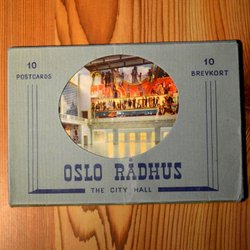 10
POSTCARDS
10
BREVKORT
OSLO RÅDHUS
THE CITY HALL